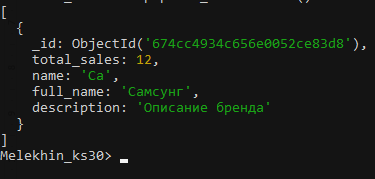 [
  {
    _id: ObjectId('674cc4934c656e0052ce83d8'),
    total_sales: 12,
    name: 'Са',
    full_name: 'Самсунг',
    description: 'Описание бренда'
  }
]
Melekhin_ks30>